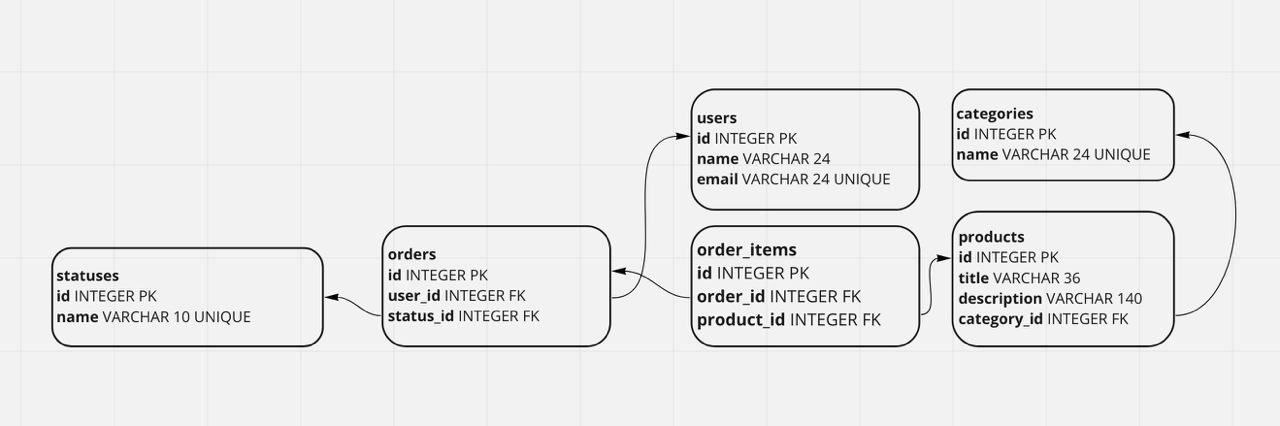 statuses
id INTEGER PK
name VARCHAR 10 UNIQUE
orders
id INTEGER PK
user_id INTEGER FK
status_id INTEGER FK
users
id INTEGER PK
name VARCHAR 24
email VARCHAR 24 UNIQUE
order_items
id INTEGER PK
order_id INTEGER FK
product_id INTEGER FK
categories
id INTEGER PK
name VARCHAR 24 UNIQUE
products
id INTEGER PK
title VARCHAR 36
description VARCHAR 140
category_id INTEGER FK